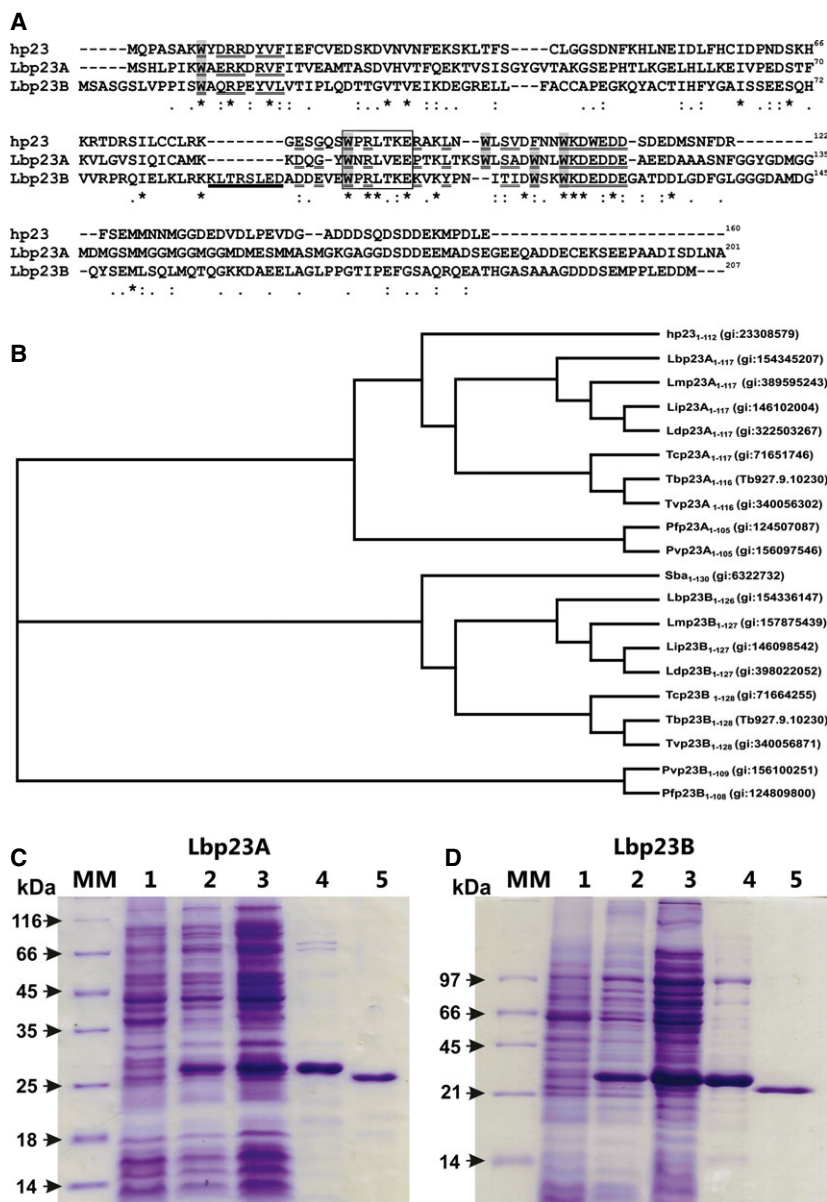 A
hp23 -----MQPASAKWYDRRDYVFIEFCVEDSKDVNVNFEKSKLTFS----CLGGSDNFKHLNEIDLFHCIDPNDSKH66
Lbp23A ----MSHLPIKWAERKDRVFITVEAMTASDVHVTFQEKTVSISGYGVTAKGSEPHTLKGELHLLKEIVPEDSTF70
Lbp23B MSASGSLVPPISWAQRPEYVLVTIPLQDTTGVTVEIKDEGRELL--FACCAPEGKQYACTIHFYGAISSEESQH72
hp23 KRTDRSILCCLRK-------GESGQSWPRLTKERAKLN--WLSVDFNNWKDWEDDSDEDMSNFDR------122
Lbp23A KVLGVSIQICAMK-------KDQG-YWNRLVEEPTKLTKSWLSADWNLWKDEDDEAEDAAASNFGGYGDMGG135
Lbp23B VVRPRQIELKLRKKLTRSLEDADDEVEWPRLTKEKVKYPN--ITIDWSKWKDEDDEGATDDLGDFGLGGGDAMDG145
hp23 --FSEMMNNMGGDEDVDLPEVDG--ADDDSQDSDDEKMPDLE---------160
Lbp23A MDMGSMMGGMGGMGGMDMESMMASMGKGAGGDSDDEEMADSEGEEQADDECEKSEEPAADISDLNA201
Lbp23B -QYSEMLSQLMQTQGKKDAEELAGLPPGTIPEFGSAQRQEATHGASAAAGDDDSEMPPLEDDM----207
B
hp23₁₋₁₁₂ (gi:23308579)
Lbp23A₁₋₁₁₇ (gi:154345207)
Lmp23A₁₋₁₁₇ (gi:389595243)
Lip23A₁₋₁₁₇ (gi:146102004)
Ldp23A₁₋₁₁₇ (gi:322503267)
Tcp23A₁₋₁₁₇ (gi:71651746)
Tbp23A₁₋₁₁₆ (Tb927.9.10230)
Tvp23A₁₋₁₁₆ (gi:340056302)
Pfp23A₁₋₁₀₅ (gi:124507087)
Pvp23A₁₋₁₀₅ (gi:156097546)
Sba₁₋₁₃₀ (gi:6322732)
Lbp23B₁₋₁₂₆ (gi:154336147)
Lmp23B₁₋₁₂₇ (gi:157875439)
Lip23B₁₋₁₂₇ (gi:146098542)
Ldp23B₁₋₁₂₇ (gi:398022052)
Tcp23B₁₋₁₂₈ (gi:71664255)
Tbp23B₁₋₁₂₈ (Tb927.9.10230)
Tvp23B₁₋₁₂₈ (gi:340056871)
Pvp23B₁₋₁₀₉ (gi:156100251)
Pfp23B₁₋₁₀₈ (gi:124809800)
C Lbp23A
kDa MM 1 2 3 4 5
116
66
45
35
25
18
14
D Lbp23B
kDa MM 1 2 3 4 5
97
66
45
21
14